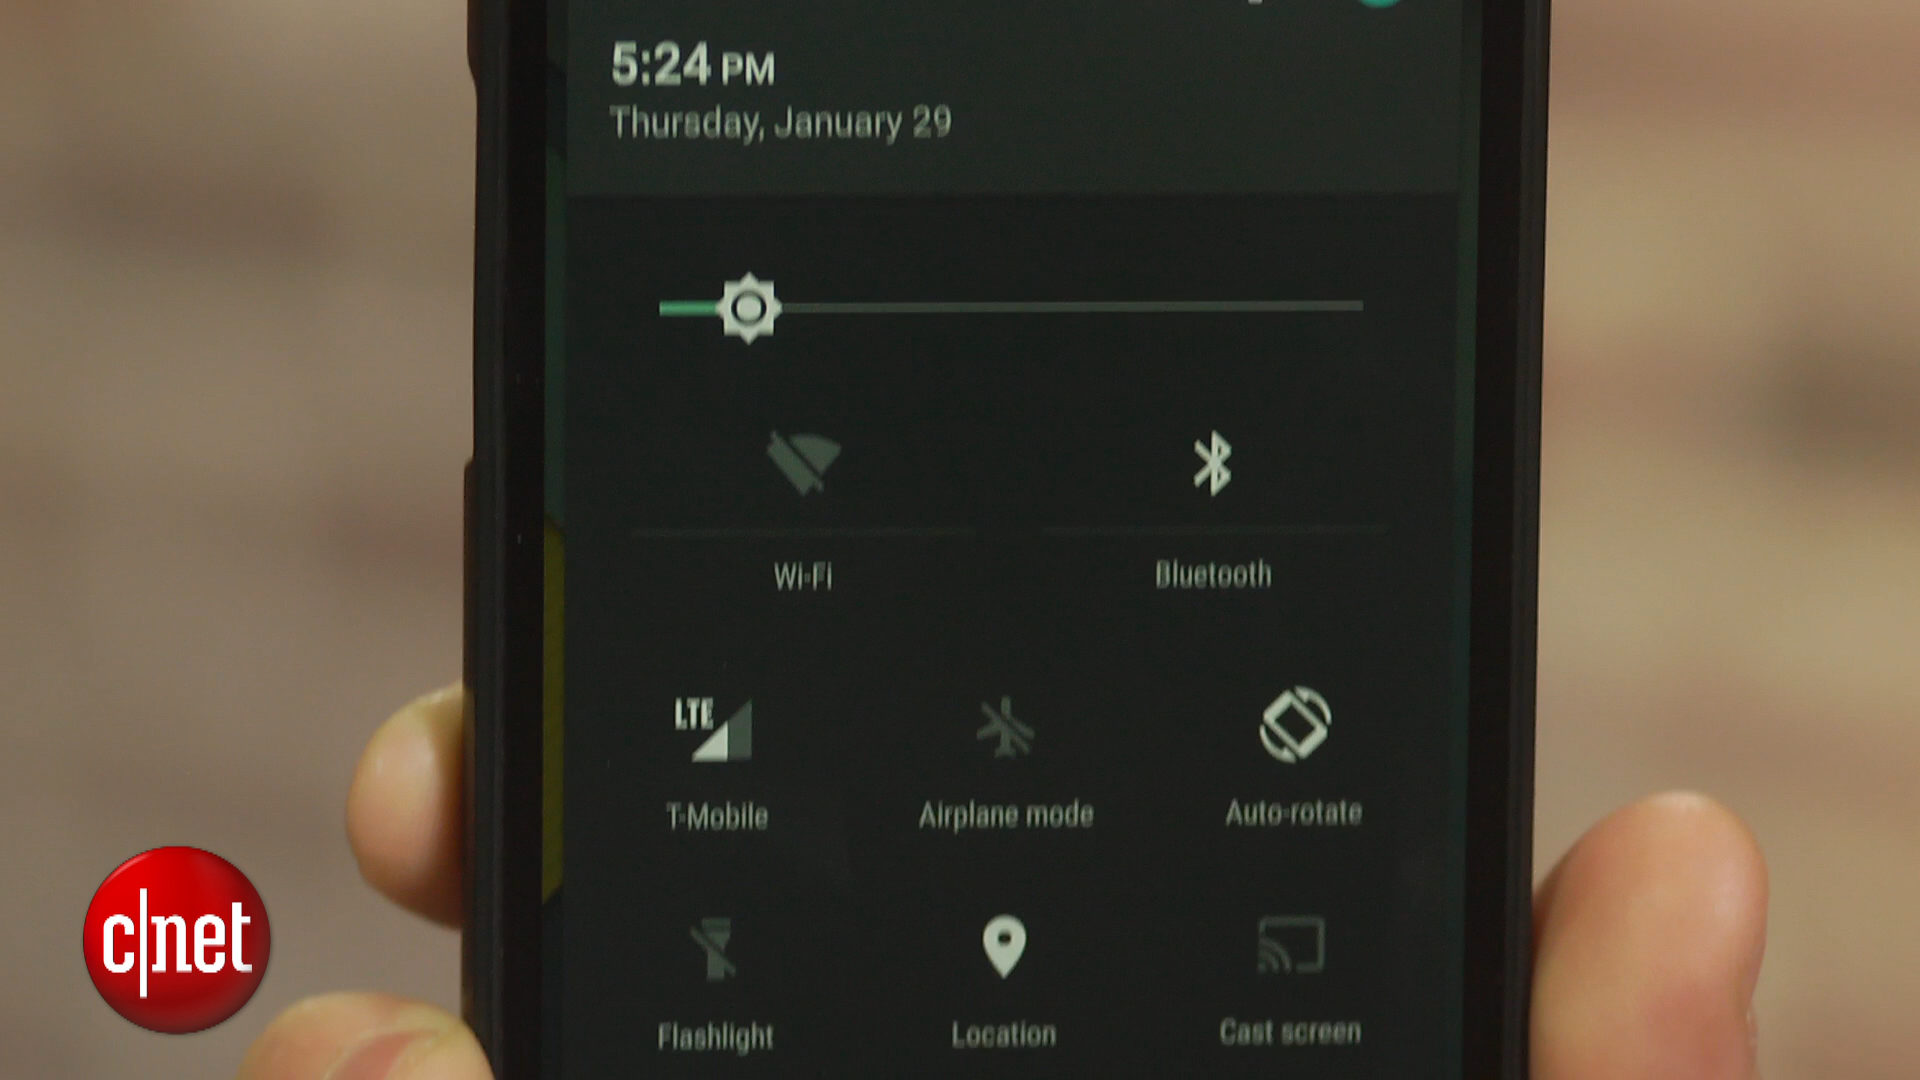 5:24 PM
Thursday, January 29
Wi-Fi
Bluetooth
LTE
T-Mobile
Airplane mode
Auto-rotate
Flashlight
Location
Cast screen
c|net